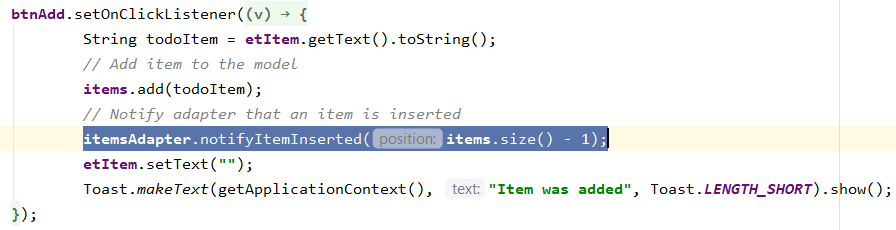 btnAdd.setOnClickListener((v) → {
        String todoItem = etItem.getText().toString();
        // Add item to the model
        items.add(todoItem);
        // Notify adapter that an item is inserted
        itemsAdapter.notifyItemInserted( position: items.size() - 1);
        etItem.setText("");
        Toast.makeText(getApplicationContext(), text: "Item was added", Toast.LENGTH_SHORT).show();
});